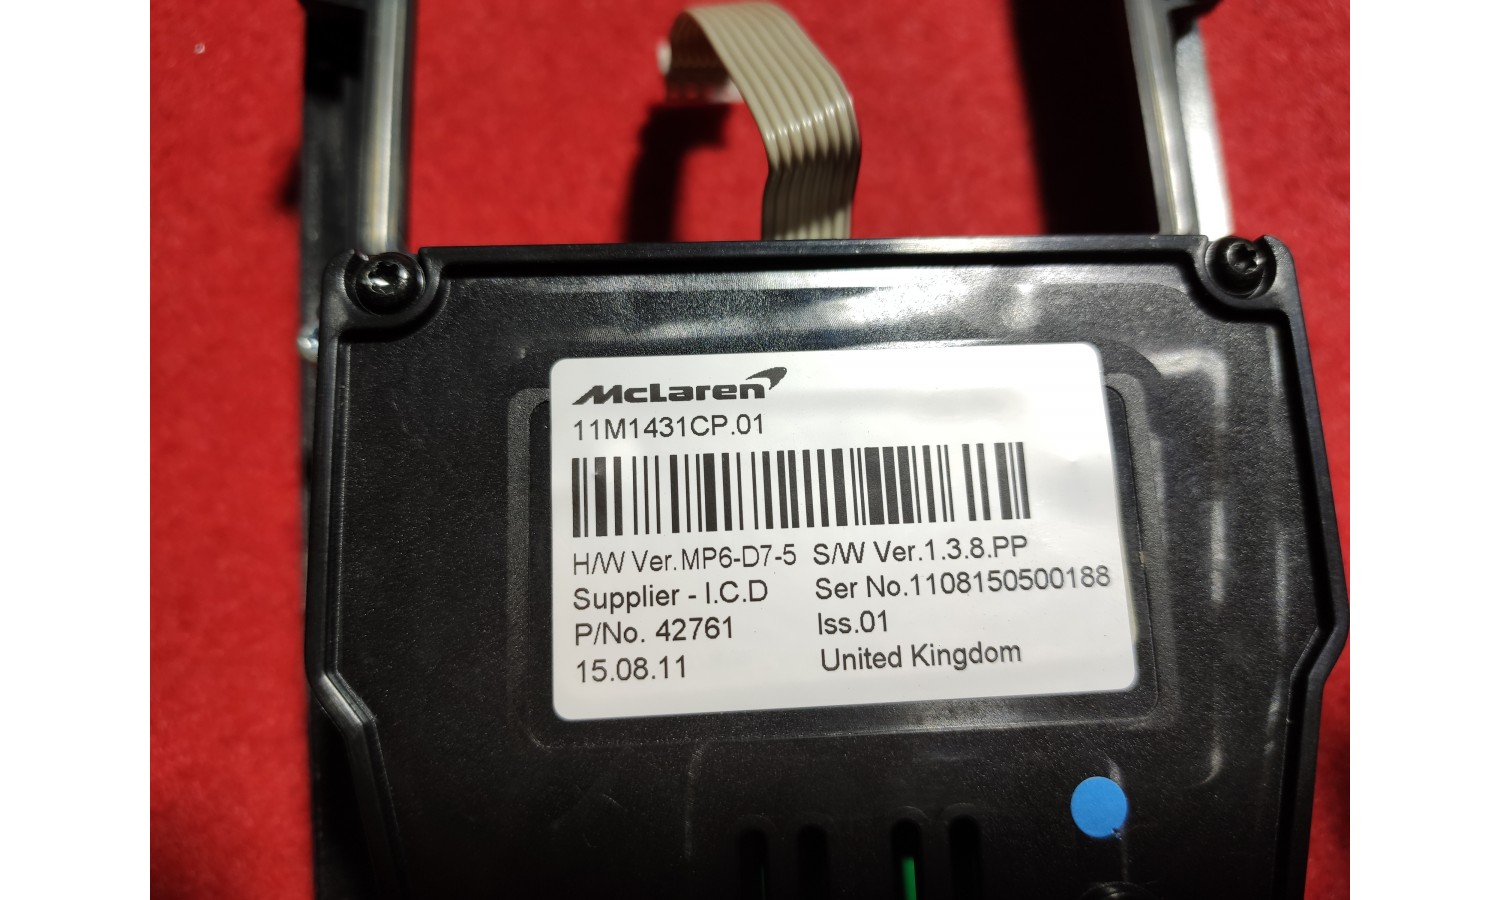 McLaren
11M1431CP.01
H/W Ver.MP6-D7-5 S/W Ver.1.3.8.PP
Supplier - I.C.D Ser No.1108150500188
P/No. 42761 Iss.01
15.08.11 United Kingdom